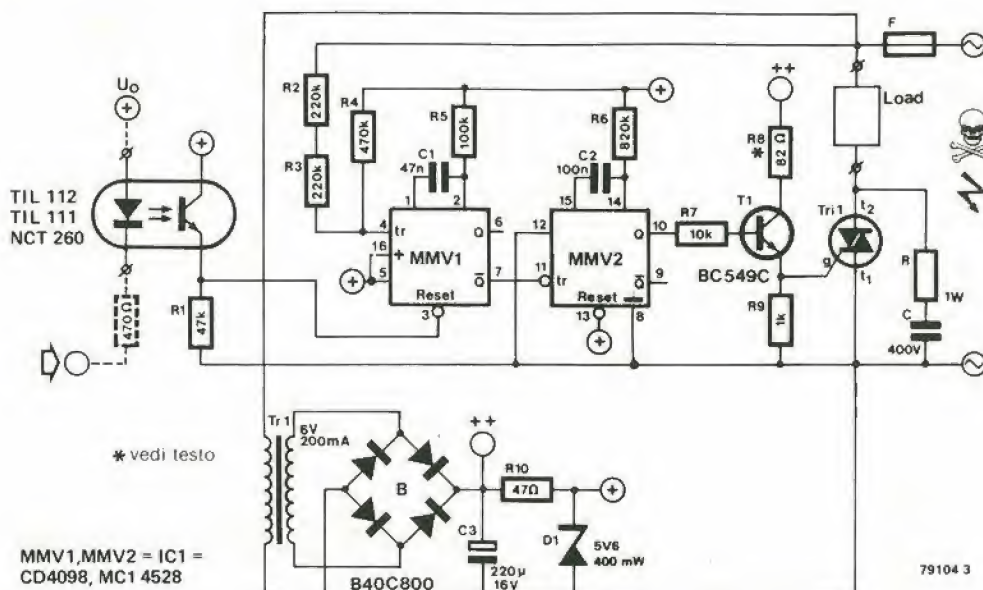 F
U₀
R2
220k
R3
220k
R4
470k
R5
100k
C1
47n
R6
820k
C2
100n
++
R8
*
82 Ω
Load
TIL 112
TIL 111
NCT 260
470Ω
R1
47k
1
2
4
tr
16
+
5
MMV1
Q
6
Q̅
7
Reset
3
15
14
12
11
tr
MMV2
Q
10
Q̅
9
Reset
13
8
+
R7
10k
T1
BC549C
R9
1k
Tri1
t2
g
t1
R
1W
C
400V
* vedi testo
Tr1
6V
200mA
B
B40C800
++
R10
47Ω
+
C3
220µ
16V
D1
5V6
400 mW
MMV1,MMV2 = IC1 =
CD4098, MC1 4528
79104 3